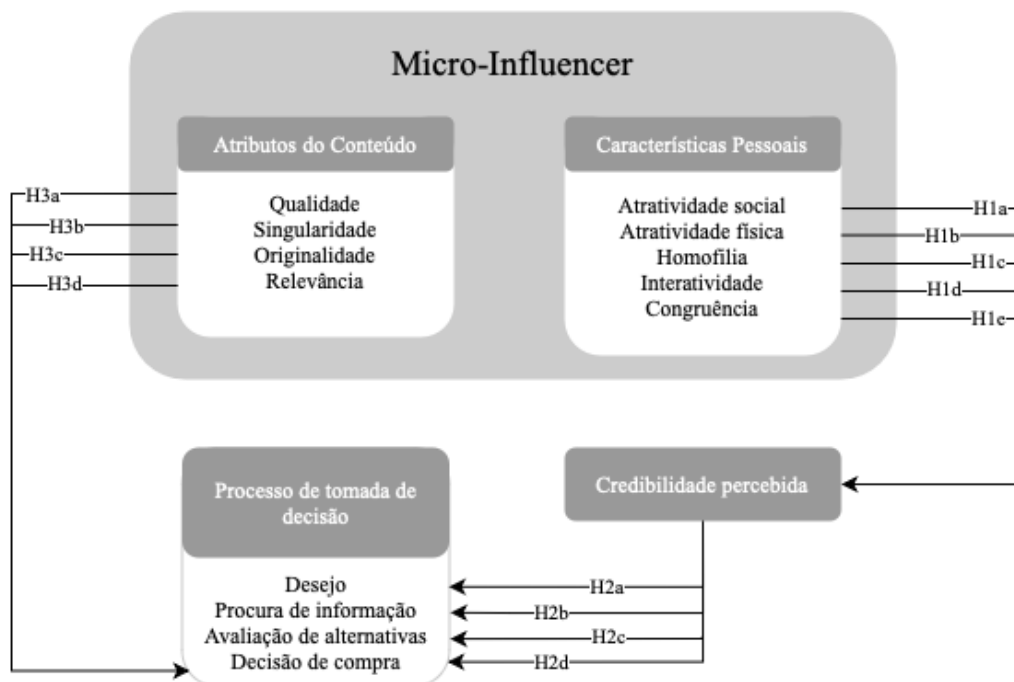 Micro-Influencer
Atributos do Conteúdo
Qualidade
Singularidade
Originalidade
Relevância
Características Pessoais
Atratividade social
Atratividade física
Homofilia
Interatividade
Congruência
H3a
H3b
H3c
H3d
H1a
H1b
H1c
H1d
H1e
Processo de tomada de
decisão
Desejo
Procura de informação
Avaliação de alternativas
Decisão de compra
Credibilidade percebida
H2a
H2b
H2c
H2d